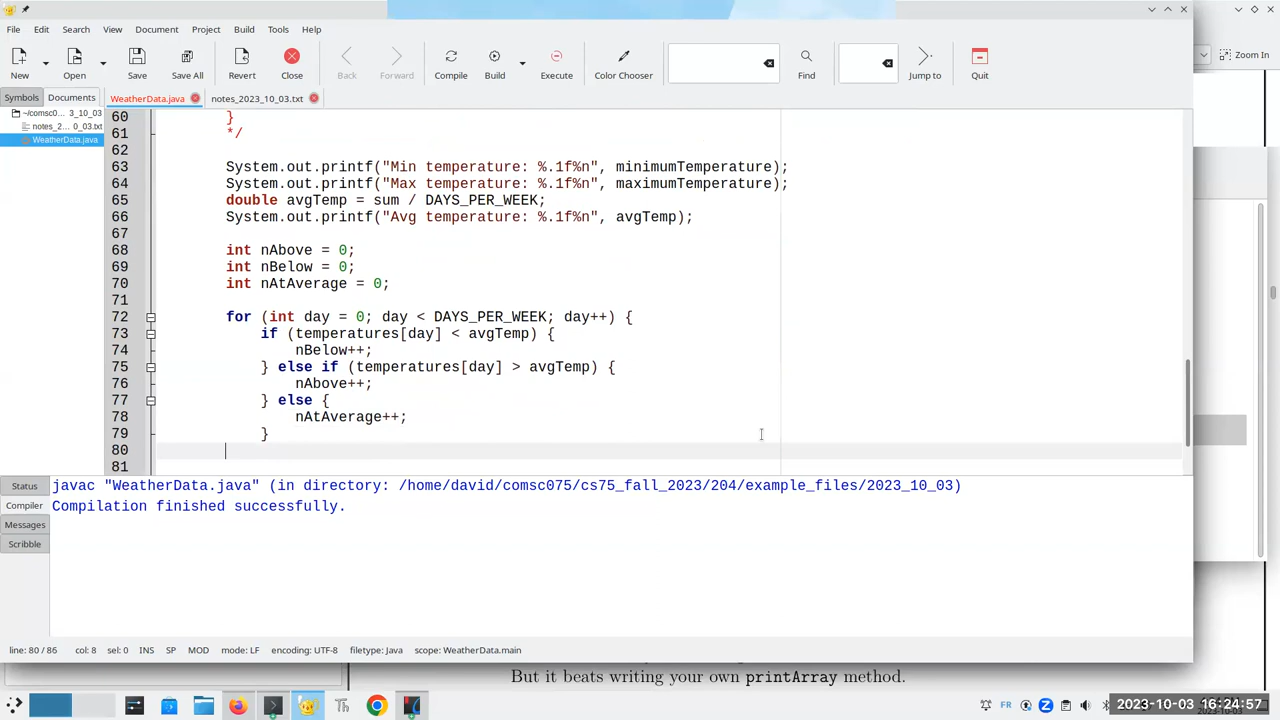 File Edit Search View Document Project Build Tools Help
New Open Save Save All Revert Close Back Forward Compile Build Execute Color Chooser Find Jump to Quit
Zoom In
Symbols Documents WeatherData.java notes_2023_10_03.txt
~/comsc0… 3_10_03
notes_2… 0_03.txt
WeatherData.java
60 }
61 */
62
63 System.out.printf("Min temperature: %.1f%n", minimumTemperature);
64 System.out.printf("Max temperature: %.1f%n", maximumTemperature);
65 double avgTemp = sum / DAYS_PER_WEEK;
66 System.out.printf("Avg temperature: %.1f%n", avgTemp);
67
68 int nAbove = 0;
69 int nBelow = 0;
70 int nAtAverage = 0;
71
72 for (int day = 0; day < DAYS_PER_WEEK; day++) {
73 if (temperatures[day] < avgTemp) {
74 nBelow++;
75 } else if (temperatures[day] > avgTemp) {
76 nAbove++;
77 } else {
78 nAtAverage++;
79 }
80
81
Status
Compiler
Messages
Scribble
javac "WeatherData.java" (in directory: /home/david/comsc075/cs75_fall_2023/204/example_files/2023_10_03)
Compilation finished successfully.
line: 80 / 86 col: 8 sel: 0 INS SP MOD mode: LF encoding: UTF-8 filetype: Java scope: WeatherData.main
But it beats writing your own printArray method.
FR
2023-10-03 16:24:57